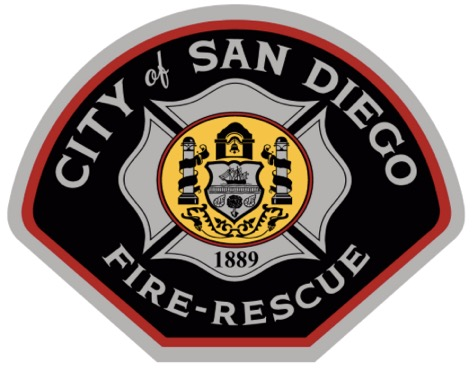 CITY of SAN DIEGO
1889
FIRE-RESCUE